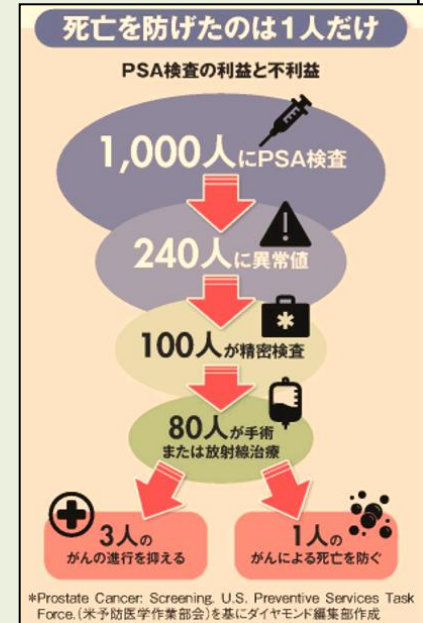 死亡を防げたのは1人だけ
PSA検査の利益と不利益
1,000人にPSA検査
240人に異常値
100人が精密検査
80人が手術
または放射線治療
3人の
がんの進行を抑える
1人の
がんによる死亡を防ぐ
*Prostate Cancer: Screening. U.S. Preventive Services Task
Force.(米予防医学作業部会)を基にダイヤモンド編集部作成